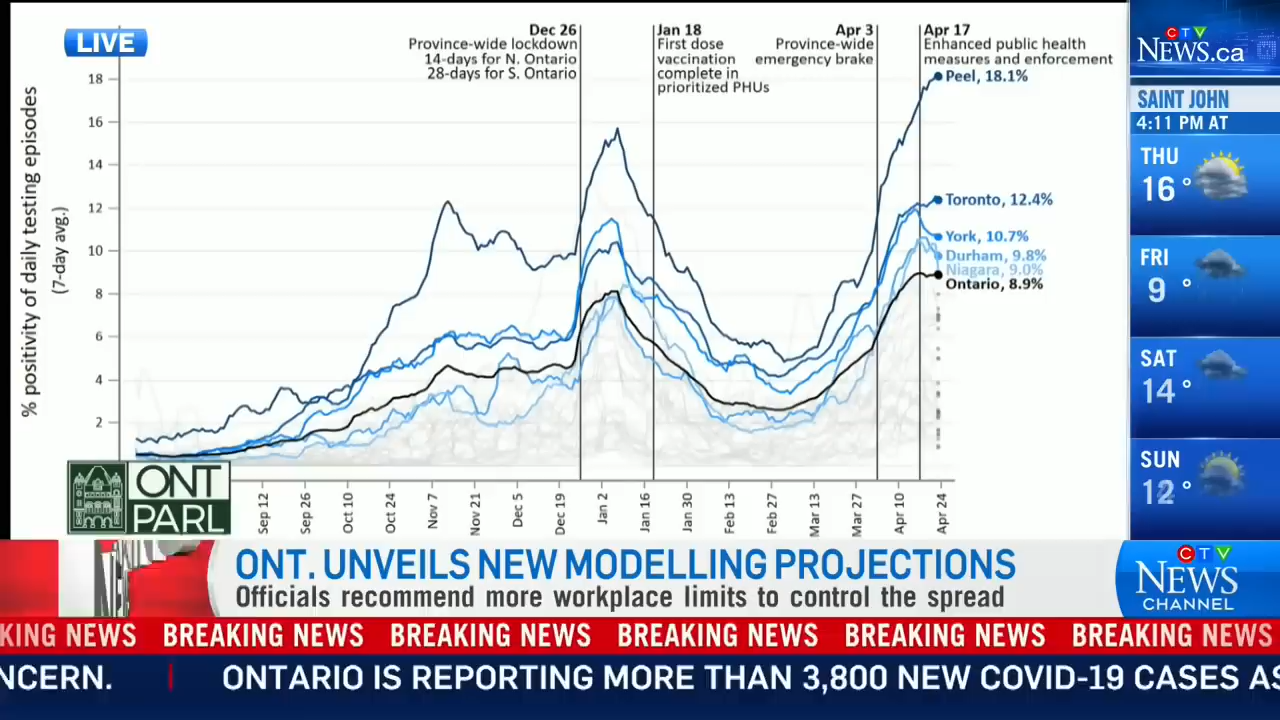 LIVE
% positivity of daily testing episodes
(7-day avg.)
18
16
14
12
10
8
6
4
2
Dec 26
Province-wide lockdown
14-days for N. Ontario
28-days for S. Ontario
Jan 18
First dose
vaccination
complete in
prioritized PHUs
Apr 3
Province-wide
emergency brake
Apr 17
Enhanced public health
measures and enforcement
Peel, 18.1%
Toronto, 12.4%
York, 10.7%
Durham, 9.8%
Niagara, 9.0%
Ontario, 8.9%
Sep 12
Sep 26
Oct 10
Oct 24
Nov 7
Nov 21
Dec 5
Dec 19
Jan 2
Jan 16
Jan 30
Feb 13
Feb 27
Mar 13
Mar 27
Apr 10
Apr 24
ONT
PARL
CTV
NEWS.ca
SAINT JOHN
4:11 PM AT
THU
16°
FRI
9°
SAT
14°
SUN
12°
ONT. UNVEILS NEW MODELLING PROJECTIONS
Officials recommend more workplace limits to control the spread
CTV
NEWS
CHANNEL
KING NEWS BREAKING NEWS BREAKING NEWS BREAKING NEWS BREAKING NEWS BREAKING NEWS
NCERN. | ONTARIO IS REPORTING MORE THAN 3,800 NEW COVID-19 CASES AS